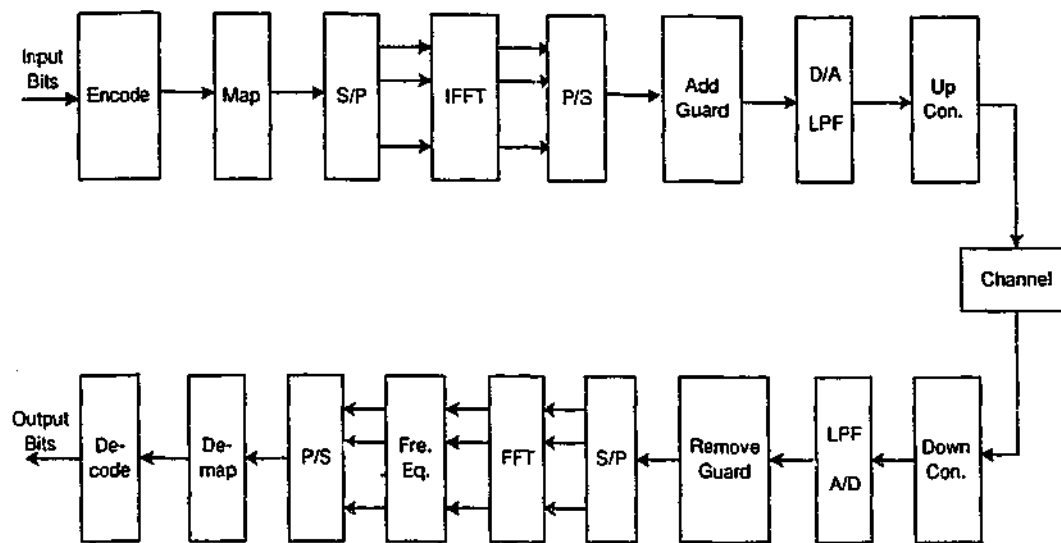 Input
Bits
Encode
Map
S/P
IFFT
P/S
Add
Guard
D/A
LPF
Up
Con.
Channel
Output
Bits
De-
code
De-
map
P/S
Fre.
Eq.
FFT
S/P
Remove
Guard
LPF
A/D
Down
Con.